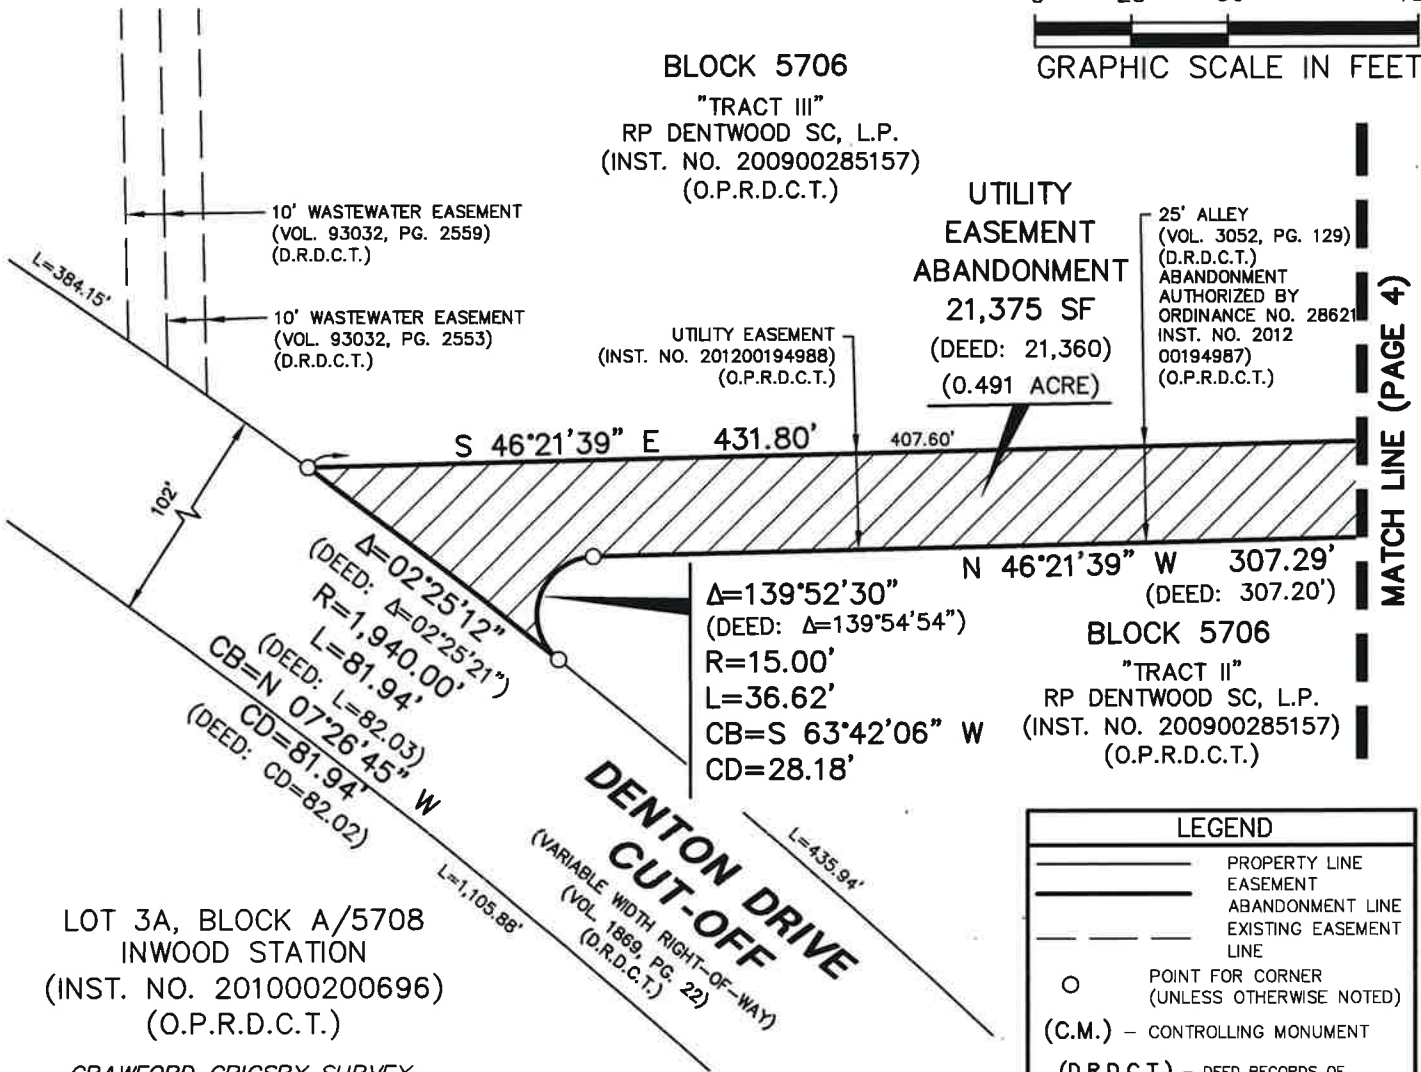 GRAPHIC SCALE IN FEET
BLOCK 5706
"TRACT III"
RP DENTWOOD SC, L.P.
(INST. NO. 200900285157)
(O.P.R.D.C.T.)
10' WASTEWATER EASEMENT
(VOL. 93032, PG. 2559)
(D.R.D.C.T.)
10' WASTEWATER EASEMENT
(VOL. 93032, PG. 2553)
(D.R.D.C.T.)
L=384.15'
UTILITY EASEMENT
(INST. NO. 201200194988)
(O.P.R.D.C.T.)
UTILITY
EASEMENT
ABANDONMENT
21,375 SF
(DEED: 21,360)
(0.491 ACRE)
25' ALLEY
(VOL. 3052, PG. 129)
(D.R.D.C.T.)
ABANDONMENT
AUTHORIZED BY
ORDINANCE NO. 28621
INST. NO. 2012
00194987)
(O.P.R.D.C.T.)
MATCH LINE (PAGE 4)
S 46°21'39" E 431.80'
407.60'
102'
Δ=02°25'12"
(DEED: Δ=02°25'21")
R=1,940.00'
L=81.94'
(DEED: L=82.03)
CB=N 07°26'45" W
CD=81.94'
(DEED: CD=82.02)
N 46°21'39" W 307.29'
(DEED: 307.20')
Δ=139°52'30"
(DEED: Δ=139°54'54")
R=15.00'
L=36.62'
CB=S 63°42'06" W
CD=28.18'
BLOCK 5706
"TRACT II"
RP DENTWOOD SC, L.P.
(INST. NO. 200900285157)
(O.P.R.D.C.T.)
DENTON DRIVE
CUT-OFF
(VARIABLE WIDTH RIGHT-OF-WAY)
(VOL. 1869, PG. 22)
(D.R.D.C.T.)
L=435.94'
L=1,105.88'
LOT 3A, BLOCK A/5708
INWOOD STATION
(INST. NO. 201000200696)
(O.P.R.D.C.T.)
CRAWFORD GRIGSBY SURVEY
LEGEND
PROPERTY LINE
EASEMENT
ABANDONMENT LINE
EXISTING EASEMENT
LINE
POINT FOR CORNER
(UNLESS OTHERWISE NOTED)
(C.M.) – CONTROLLING MONUMENT
(D.R.D.C.T.) – DEED RECORDS OF